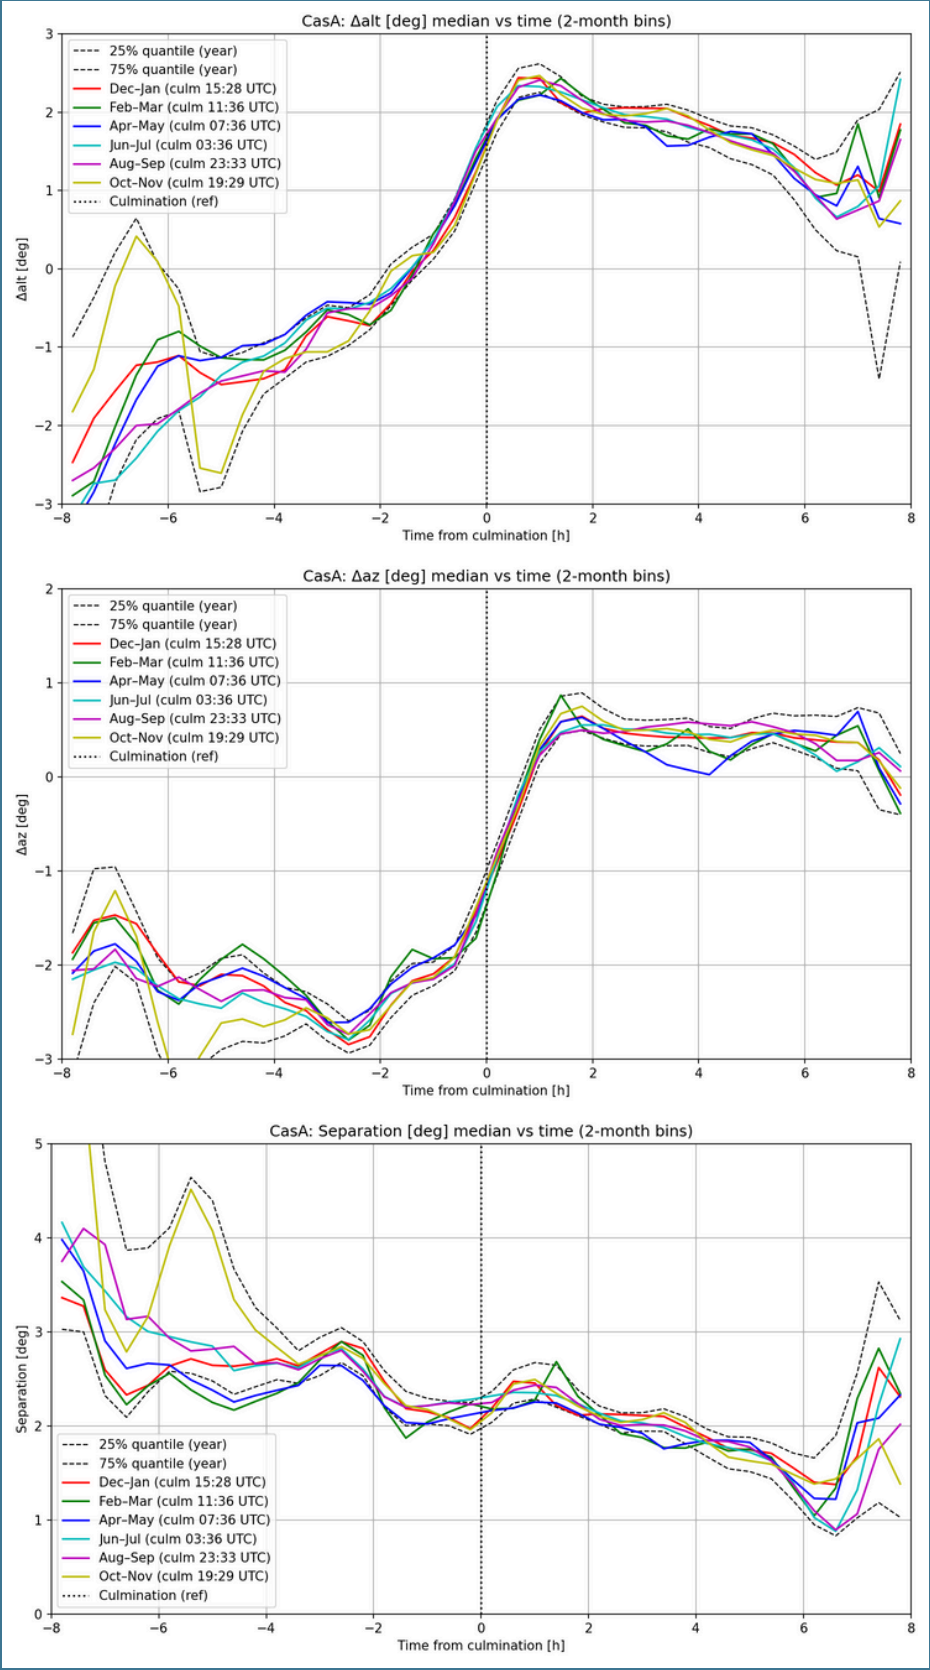 CasA: Δalt [deg] median vs time (2-month bins)
3
2
1
0
−1
−2
−3
Δalt [deg]
25% quantile (year)
75% quantile (year)
Dec–Jan (culm 15:28 UTC)
Feb–Mar (culm 11:36 UTC)
Apr–May (culm 07:36 UTC)
Jun–Jul (culm 03:36 UTC)
Aug–Sep (culm 23:33 UTC)
Oct–Nov (culm 19:29 UTC)
Culmination (ref)
−8 −6 −4 −2 0 2 4 6 8
Time from culmination [h]
CasA: Δaz [deg] median vs time (2-month bins)
2
1
0
−1
−2
−3
Δaz [deg]
25% quantile (year)
75% quantile (year)
Dec–Jan (culm 15:28 UTC)
Feb–Mar (culm 11:36 UTC)
Apr–May (culm 07:36 UTC)
Jun–Jul (culm 03:36 UTC)
Aug–Sep (culm 23:33 UTC)
Oct–Nov (culm 19:29 UTC)
Culmination (ref)
−8 −6 −4 −2 0 2 4 6 8
Time from culmination [h]
CasA: Separation [deg] median vs time (2-month bins)
5
4
3
2
1
0
Separation [deg]
25% quantile (year)
75% quantile (year)
Dec–Jan (culm 15:28 UTC)
Feb–Mar (culm 11:36 UTC)
Apr–May (culm 07:36 UTC)
Jun–Jul (culm 03:36 UTC)
Aug–Sep (culm 23:33 UTC)
Oct–Nov (culm 19:29 UTC)
Culmination (ref)
−8 −6 −4 −2 0 2 4 6 8
Time from culmination [h]